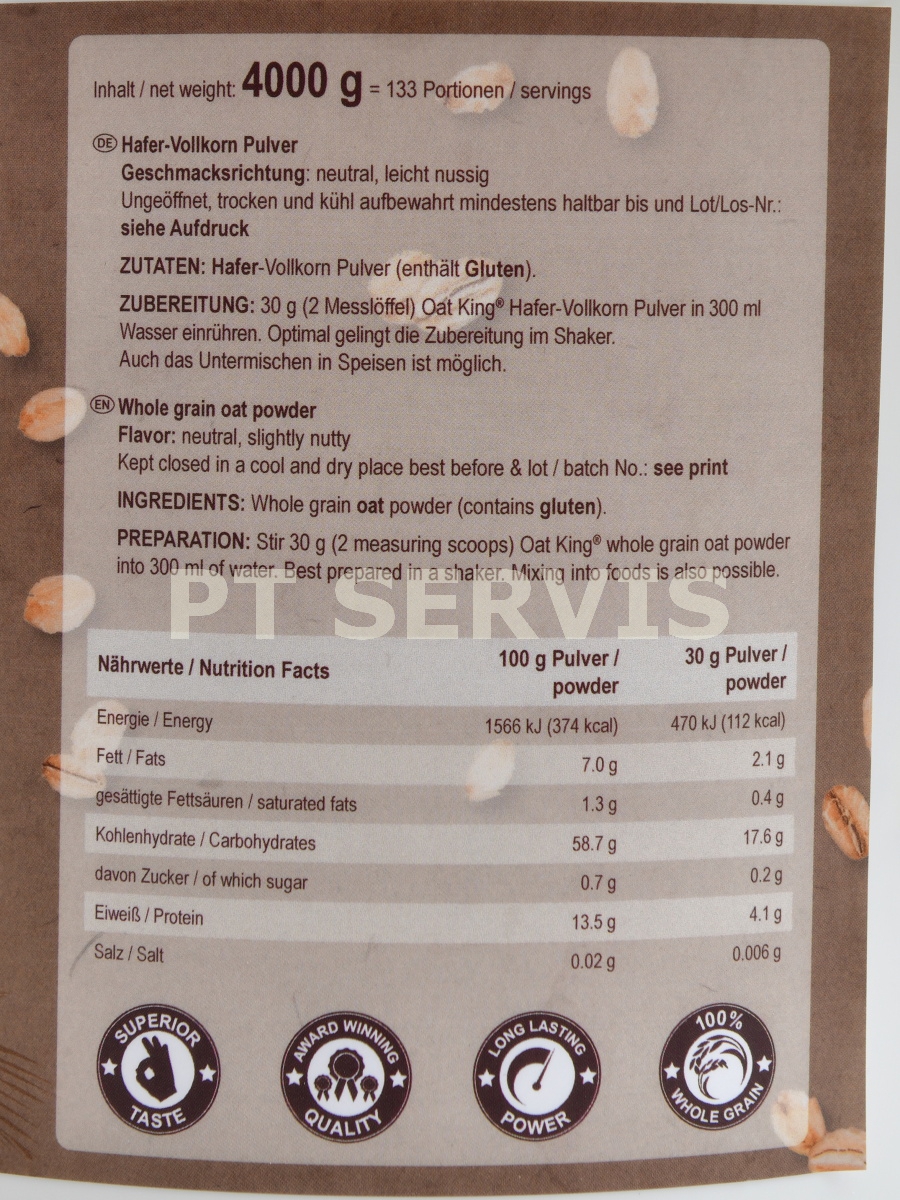 Inhalt / net weight: 4000 g = 133 Portionen / servings
DE Hafer-Vollkorn Pulver
Geschmacksrichtung: neutral, leicht nussig
Ungeöffnet, trocken und kühl aufbewahrt mindestens haltbar bis und Lot/Los-Nr.:
siehe Aufdruck
ZUTATEN: Hafer-Vollkorn Pulver (enthält Gluten).
ZUBEREITUNG: 30 g (2 Messlöffel) Oat King® Hafer-Vollkorn Pulver in 300 ml
Wasser einrühren. Optimal gelingt die Zubereitung im Shaker.
Auch das Untermischen in Speisen ist möglich.
EN Whole grain oat powder
Flavor: neutral, slightly nutty
Kept closed in a cool and dry place best before & lot / batch No.: see print
INGREDIENTS: Whole grain oat powder (contains gluten).
PREPARATION: Stir 30 g (2 measuring scoops) Oat King® whole grain oat powder
into 300 ml of water. Best prepared in a shaker. Mixing into foods is also possible.
PT SERVIS
Nährwerte / Nutrition Facts 100 g Pulver / powder 30 g Pulver / powder
Energie / Energy 1566 kJ (374 kcal) 470 kJ (112 kcal)
Fett / Fats 7.0 g 2.1 g
gesättigte Fettsäuren / saturated fats 1.3 g 0.4 g
Kohlenhydrate / Carbohydrates 58.7 g 17.6 g
davon Zucker / of which sugar 0.7 g 0.2 g
Eiweiß / Protein 13.5 g 4.1 g
Salz / Salt 0.02 g 0.006 g
SUPERIOR TASTE
AWARD WINNING QUALITY
LONG LASTING POWER
100% WHOLE GRAIN